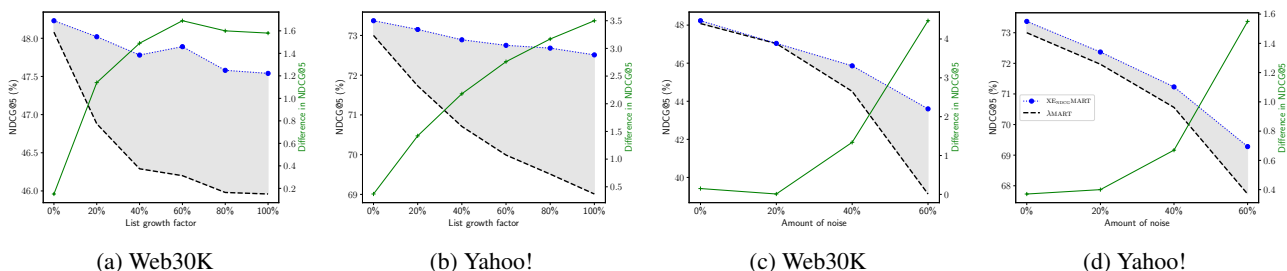 48.0
47.5
47.0
46.5
46.0
NDCG@5 (%)
0% 20% 40% 60% 80% 100%
List growth factor
1.6
1.4
1.2
1.0
0.8
0.6
0.4
0.2
Difference in NDCG@5
(a) Web30K
73
72
71
70
69
NDCG@5 (%)
0% 20% 40% 60% 80% 100%
List growth factor
3.5
3.0
2.5
2.0
1.5
1.0
0.5
Difference in NDCG@5
(b) Yahoo!
48
46
44
42
40
NDCG@5 (%)
0% 20% 40% 60%
Amount of noise
4
3
2
1
0
Difference in NDCG@5
(c) Web30K
73
72
71
70
69
68
NDCG@5 (%)
XE_NDCG MART
λMART
0% 20% 40% 60%
Amount of noise
1.6
1.4
1.2
1.0
0.8
0.6
0.4
Difference in NDCG@5
(d) Yahoo!